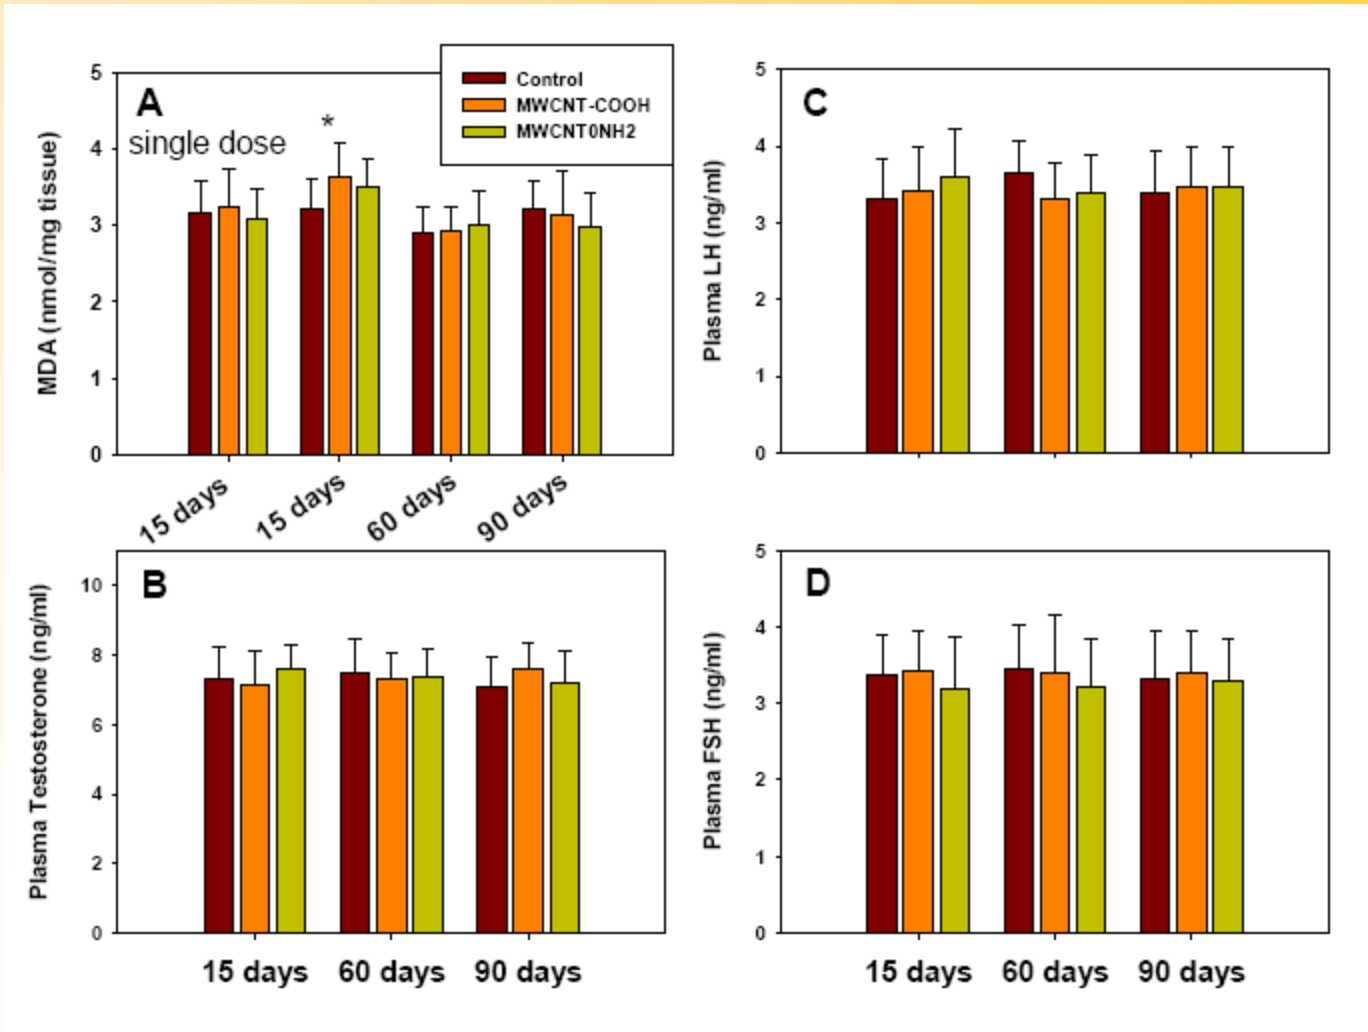 A
single dose
*
Control
MWCNT-COOH
MWCNT0NH2
MDA (nmol/mg tissue)
5
4
3
2
1
0
15 days
15 days
60 days
90 days
C
Plasma LH (ng/ml)
5
4
3
2
1
0
B
Plasma Testosterone (ng/ml)
10
8
6
4
2
0
15 days
60 days
90 days
D
Plasma FSH (ng/ml)
5
4
3
2
1
0
15 days
60 days
90 days